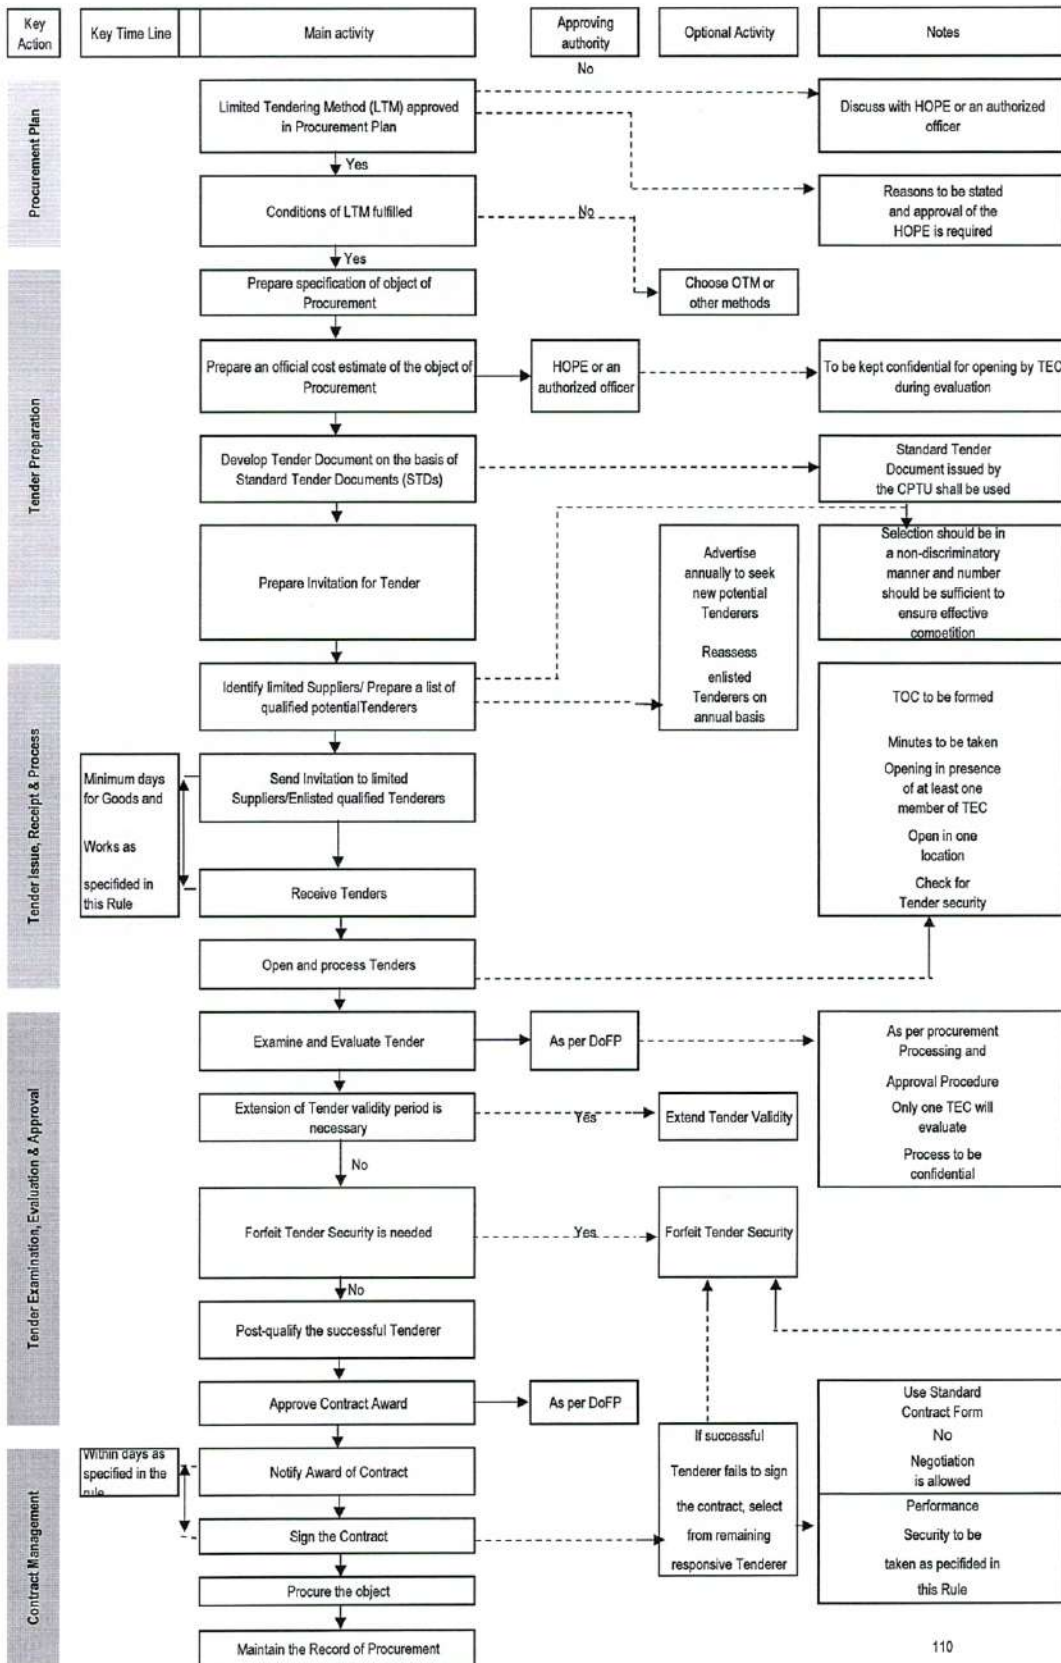 Key
Action
Key Time Line
Main activity
Approving
authority
Optional Activity
Notes
No
Procurement Plan
Limited Tendering Method (LTM) approved
in Procurement Plan
Discuss with HOPE or an authorized
officer
Yes
Conditions of LTM fulfilled
No
Reasons to be stated
and approval of the
HOPE is required
Yes
Tender Preparation
Prepare specification of object of
Procurement
Choose OTM or
other methods
Prepare an official cost estimate of the object of
Procurement
HOPE or an
authorized officer
To be kept confidential for opening by TEC
during evaluation
Develop Tender Document on the basis of
Standard Tender Documents (STDs)
Standard Tender
Document issued by
the CPTU shall be used
Prepare Invitation for Tender
Advertise
annually to seek
new potential
Tenderers
Reassess
enlisted
Tenderers on
annual basis
Selection should be in
a non-discriminatory
manner and number
should be sufficient to
ensure effective
competition
Tender Issue, Receipt & Process
Identify limited Suppliers/ Prepare a list of
qualified potentialTenderers
TOC to be formed
Minutes to be taken
Opening in presence
of at least one
member of TEC
Open in one
location
Check for
Tender security
Minimum days
for Goods and
Works as
specifided in
this Rule
Send Invitation to limited
Suppliers/Enlisted qualified Tenderers
Receive Tenders
Open and process Tenders
Tender Examination, Evaluation & Approval
Examine and Evaluate Tender
As per DoFP
As per procurement
Processing and
Approval Procedure
Only one TEC will
evaluate
Process to be
confidential
Extension of Tender validity period is
necessary
Yes
Extend Tender Validity
No
Forfeit Tender Security is needed
Yes
Forfeit Tender Security
No
Post-qualify the successful Tenderer
Approve Contract Award
As per DoFP
Use Standard
Contract Form
No
Negotiation
is allowed
Contract Management
Within days as
specified in the
rule
Notify Award of Contract
If successful
Tenderer fails to sign
the contract, select
from remaining
responsive Tenderer
Sign the Contract
Performance
Security to be
taken as pecifided in
this Rule
Procure the object
Maintain the Record of Procurement
110